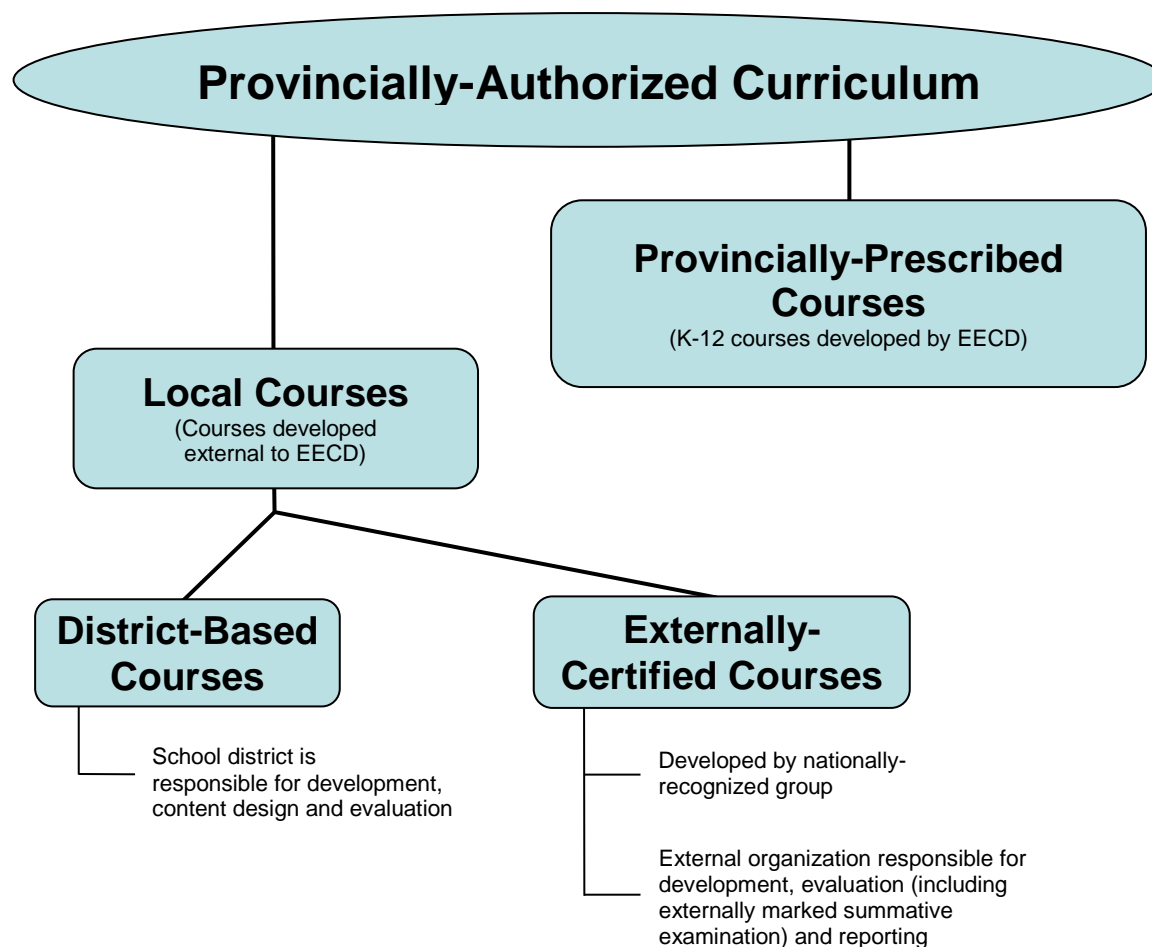 Provincially-Authorized Curriculum
Provincially-Prescribed
Courses
(K-12 courses developed by EECD)
Local Courses
(Courses developed
external to EECD)
District-Based
Courses
Externally-
Certified Courses
School district is
responsible for development,
content design and evaluation
Developed by nationally-
recognized group
External organization responsible for
development, evaluation (including
externally marked summative
examination) and reporting